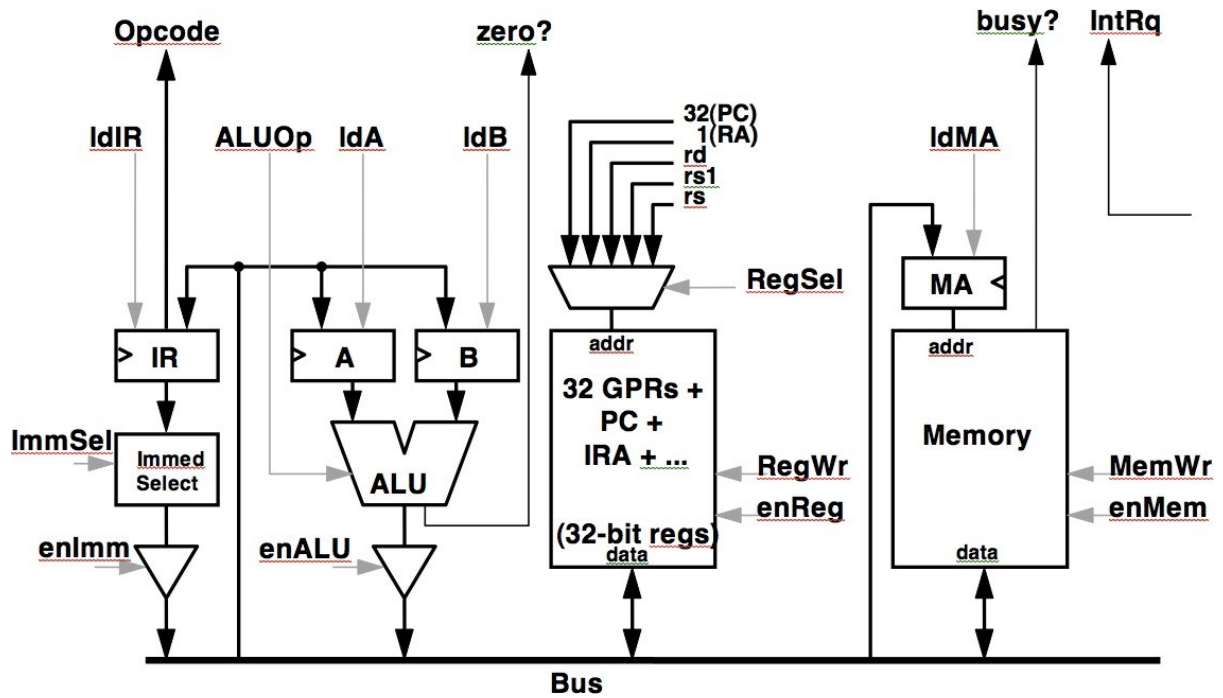 Opcode
zero?
busy?
IntRq
32(PC)
1(RA)
rd
rs1
rs
ldIR
ALUOp
ldA
ldB
ldMA
RegSel
MA
IR
A
B
addr
addr
32 GPRs +
PC +
IRA + ...
Memory
ImmSel
Immed
Select
ALU
RegWr
MemWr
enReg
enMem
enImm
enALU
(32-bit regs)
data
data
Bus